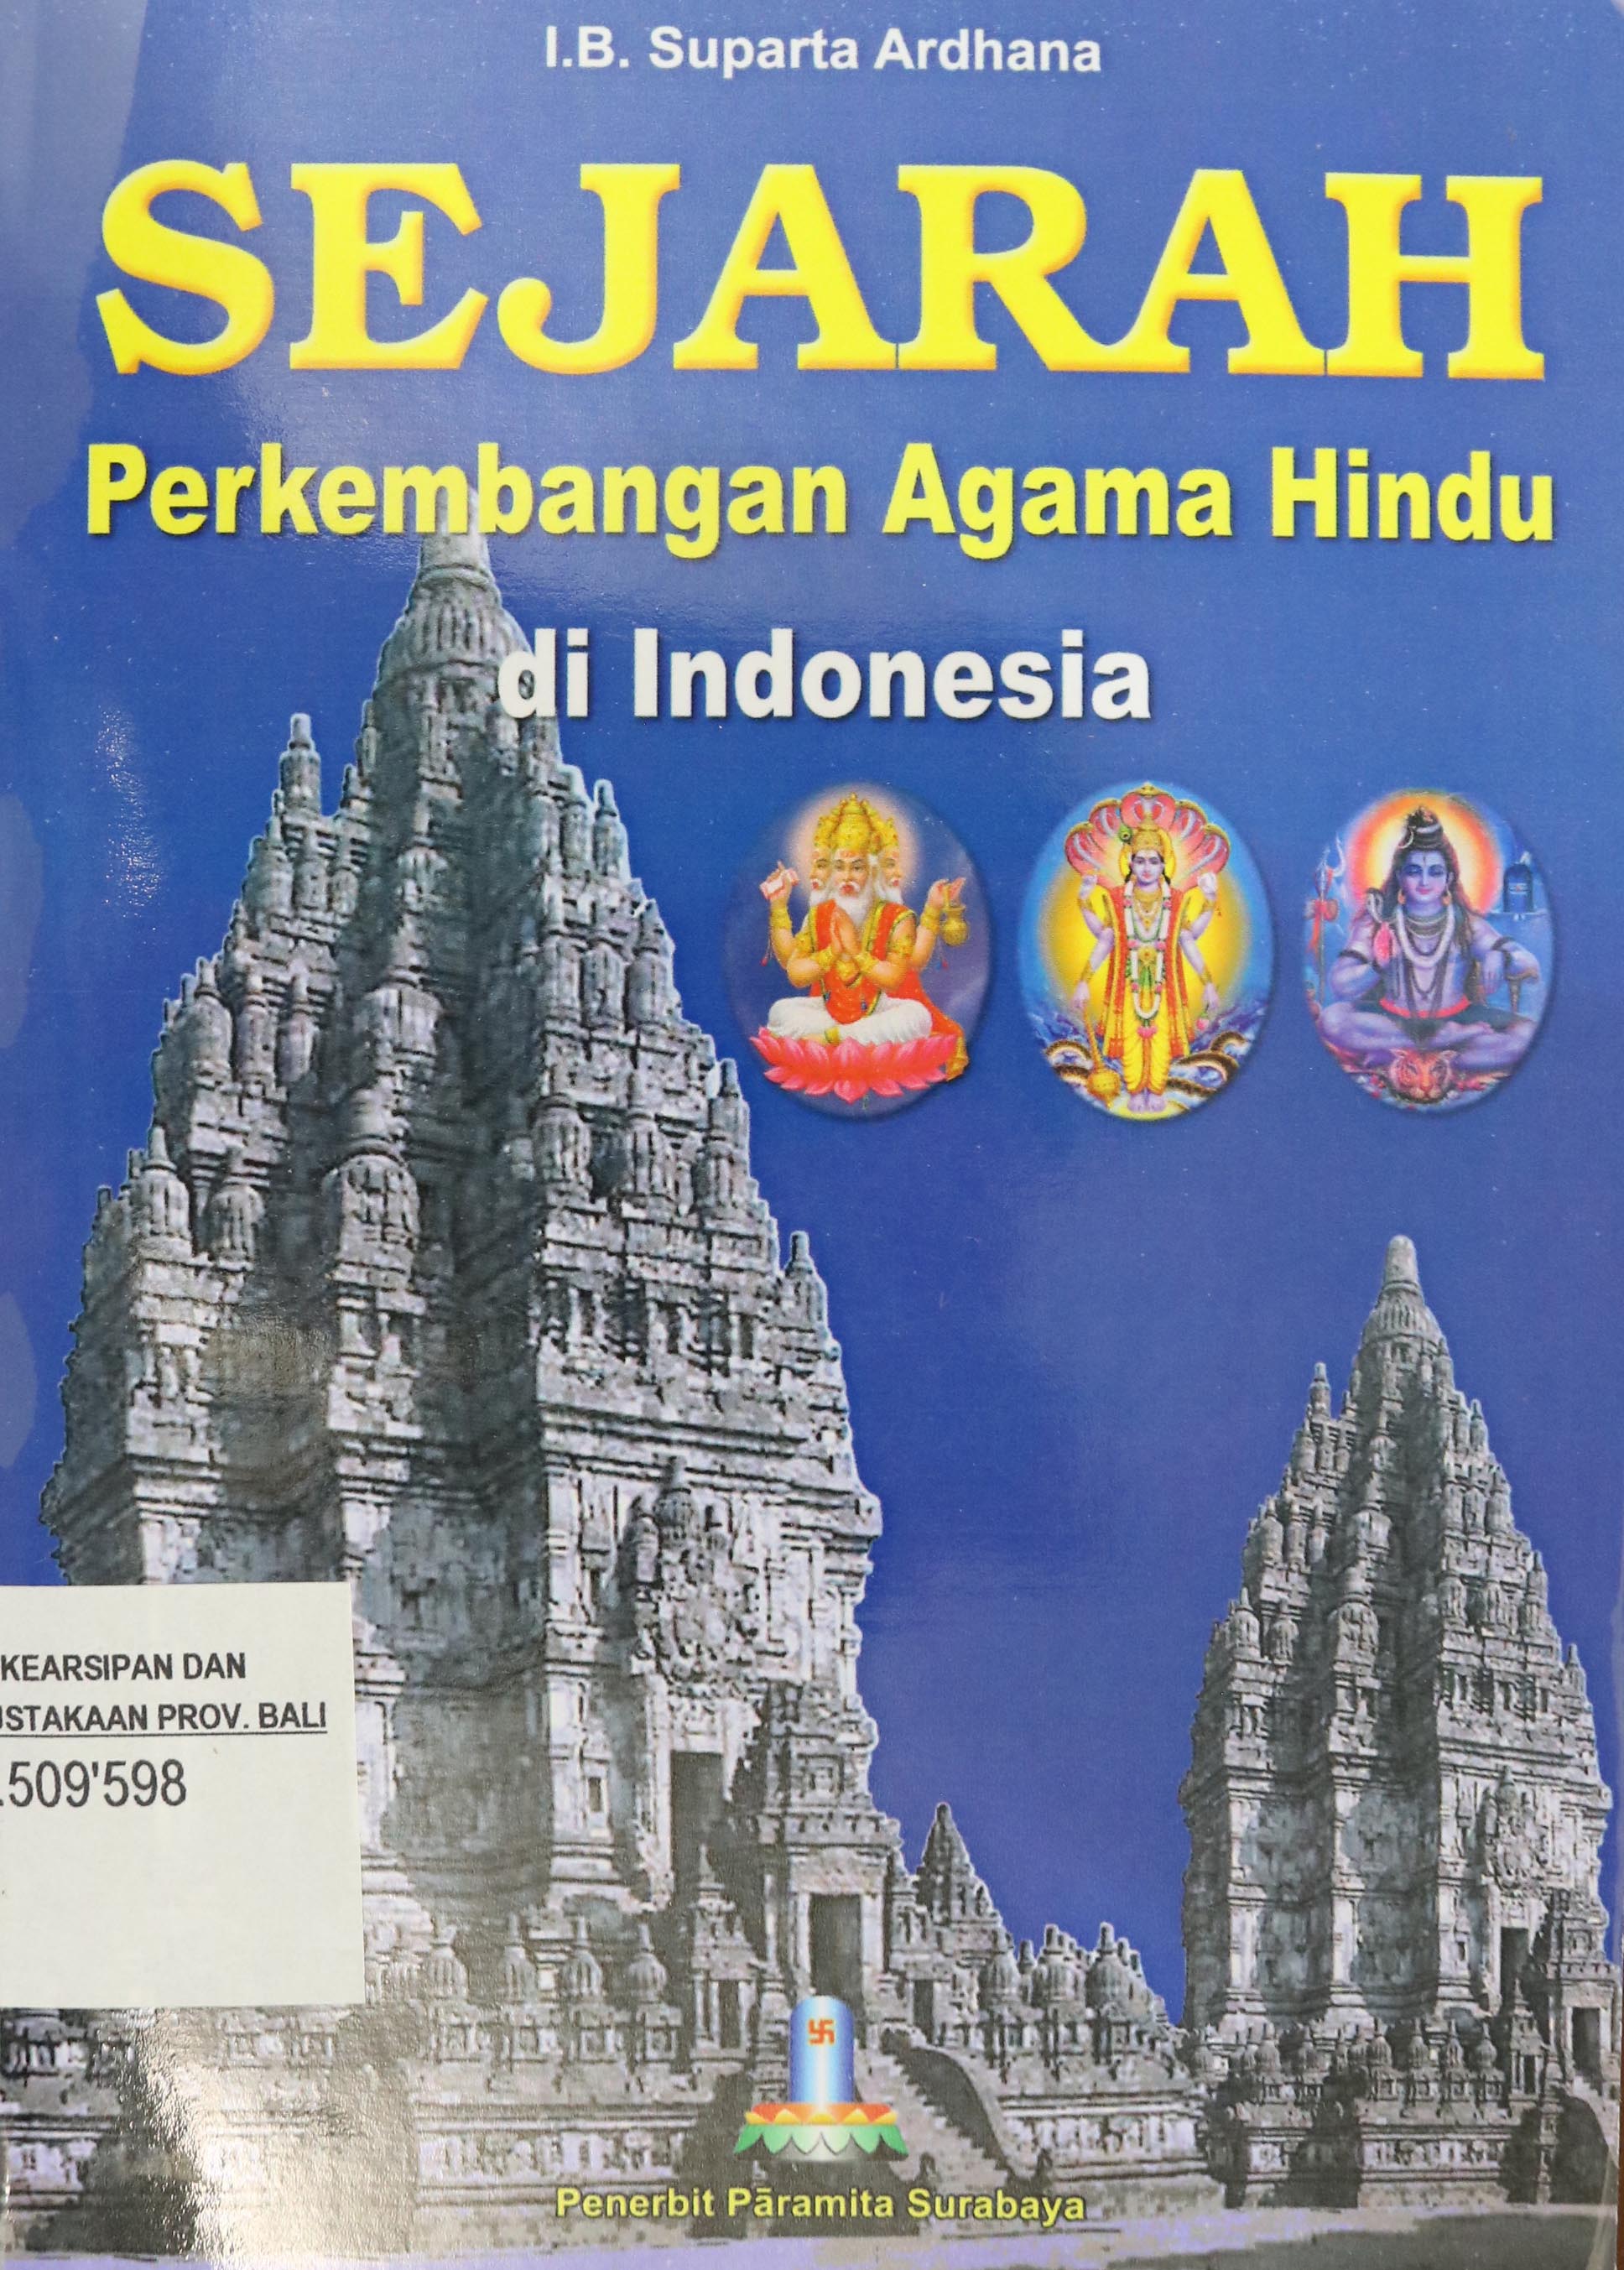 I.B. Suparta Ardhana
SEJARAH
Perkembangan Agama Hindu
di Indonesia
KEARSIPAN DAN
USTAKAAN PROV. BALI
.509'598
Penerbit Pāramita Surabaya